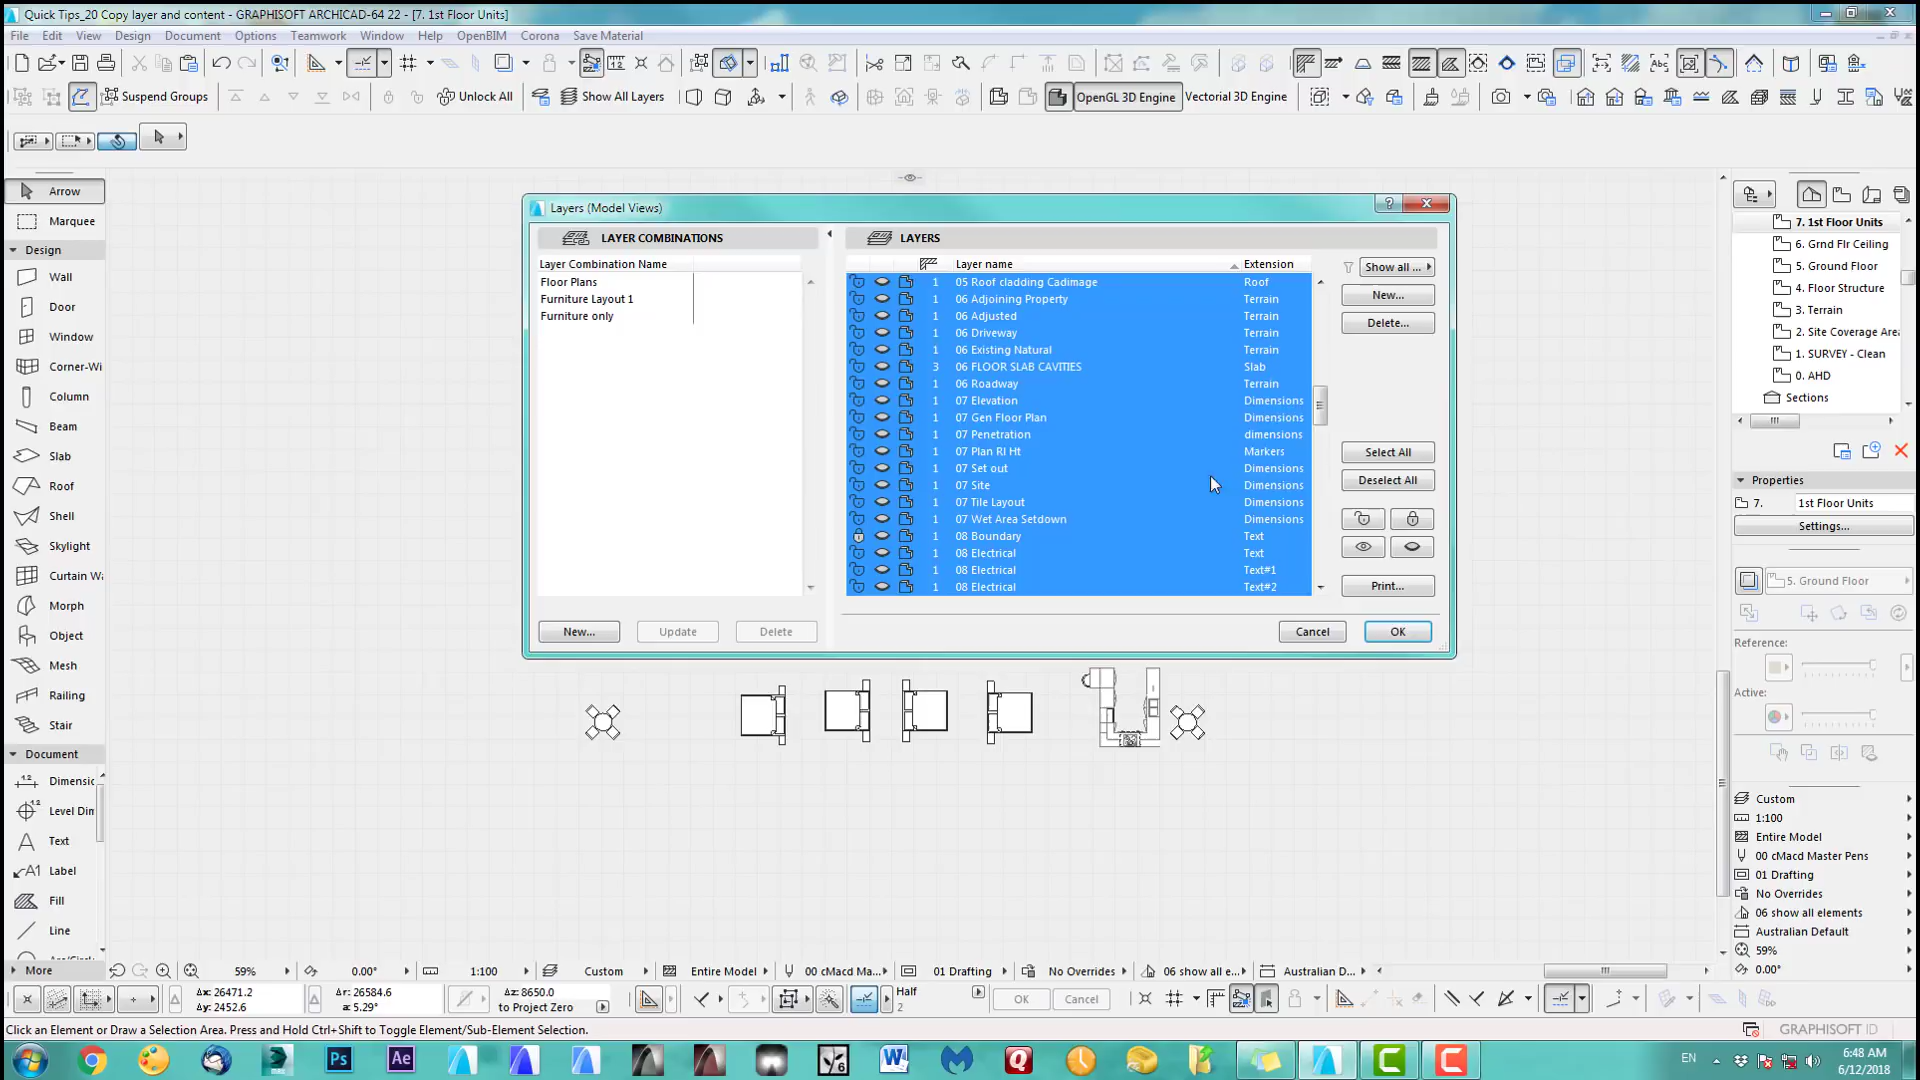 Quick Tips_20 Copy layer and content - GRAPHISOFT ARCHICAD-64 22 - [7. 1st Floor Units]
File Edit View Design Document Options Teamwork Window Help OpenBIM Corona Save Material
Suspend Groups Unlock All Show All Layers OpenGL 3D Engine Vectorial 3D Engine
Arrow
Marquee
Design
Wall
Door
Window
Corner-Wi
Column
Beam
Slab
Roof
Shell
Skylight
Curtain Wa
Morph
Object
Mesh
Railing
Stair
Document
Dimensic
Level Dim
Text
A1 Label
Fill
Line
More
Layers (Model Views)
LAYER COMBINATIONS
Layer Combination Name
Floor Plans
Furniture Layout 1
Furniture only
New... Update Delete
LAYERS
Layer name Extension
1 05 Roof cladding Cadimage Roof
1 06 Adjoining Property Terrain
1 06 Adjusted Terrain
1 06 Driveway Terrain
1 06 Existing Natural Terrain
3 06 FLOOR SLAB CAVITIES Slab
1 06 Roadway Terrain
1 07 Elevation Dimensions
1 07 Gen Floor Plan Dimensions
1 07 Penetration dimensions
1 07 Plan Rl Ht Markers
1 07 Set out Dimensions
1 07 Site Dimensions
1 07 Tile Layout Dimensions
1 07 Wet Area Setdown Dimensions
1 08 Boundary Text
1 08 Electrical Text
1 08 Electrical Text#1
1 08 Electrical Text#2
Show all ...
New...
Delete...
Select All
Deselect All
Print...
Cancel OK
7. 1st Floor Units
6. Grnd Flr Ceiling
5. Ground Floor
4. Floor Structure
3. Terrain
2. Site Coverage Area
1. SURVEY - Clean
0. AHD
Sections
Properties
7. 1st Floor Units
Settings...
5. Ground Floor
Reference:
Active:
Custom
1:100
Entire Model
00 cMacd Master Pens
01 Drafting
No Overrides
06 show all elements
Australian Default
59%
0.00°
59% 0.00° 1:100 Custom Entire Model 00 cMacd Ma... 01 Drafting No Overrides 06 show all e... Australian D...
Δx: 26471.2
Δy: 2452.6
Δr: 26584.6
a: 5.29°
Δz: 8650.0
to Project Zero
Half
2
OK Cancel
Click an Element or Draw a Selection Area. Press and Hold Ctrl+Shift to Toggle Element/Sub-Element Selection.
GRAPHISOFT ID
Ps Ae
EN
6:48 AM
6/12/2018